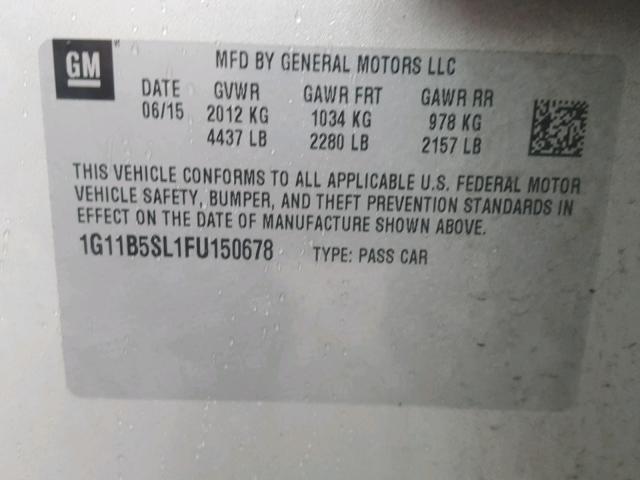 GM
MFD BY GENERAL MOTORS LLC
DATE GVWR GAWR FRT GAWR RR
06/15 2012 KG 1034 KG 978 KG
4437 LB 2280 LB 2157 LB
THIS VEHICLE CONFORMS TO ALL APPLICABLE U.S. FEDERAL MOTOR
VEHICLE SAFETY, BUMPER, AND THEFT PREVENTION STANDARDS IN
EFFECT ON THE DATE OF MANUFACTURE SHOWN ABOVE.
1G11B5SL1FU150678 TYPE: PASS CAR